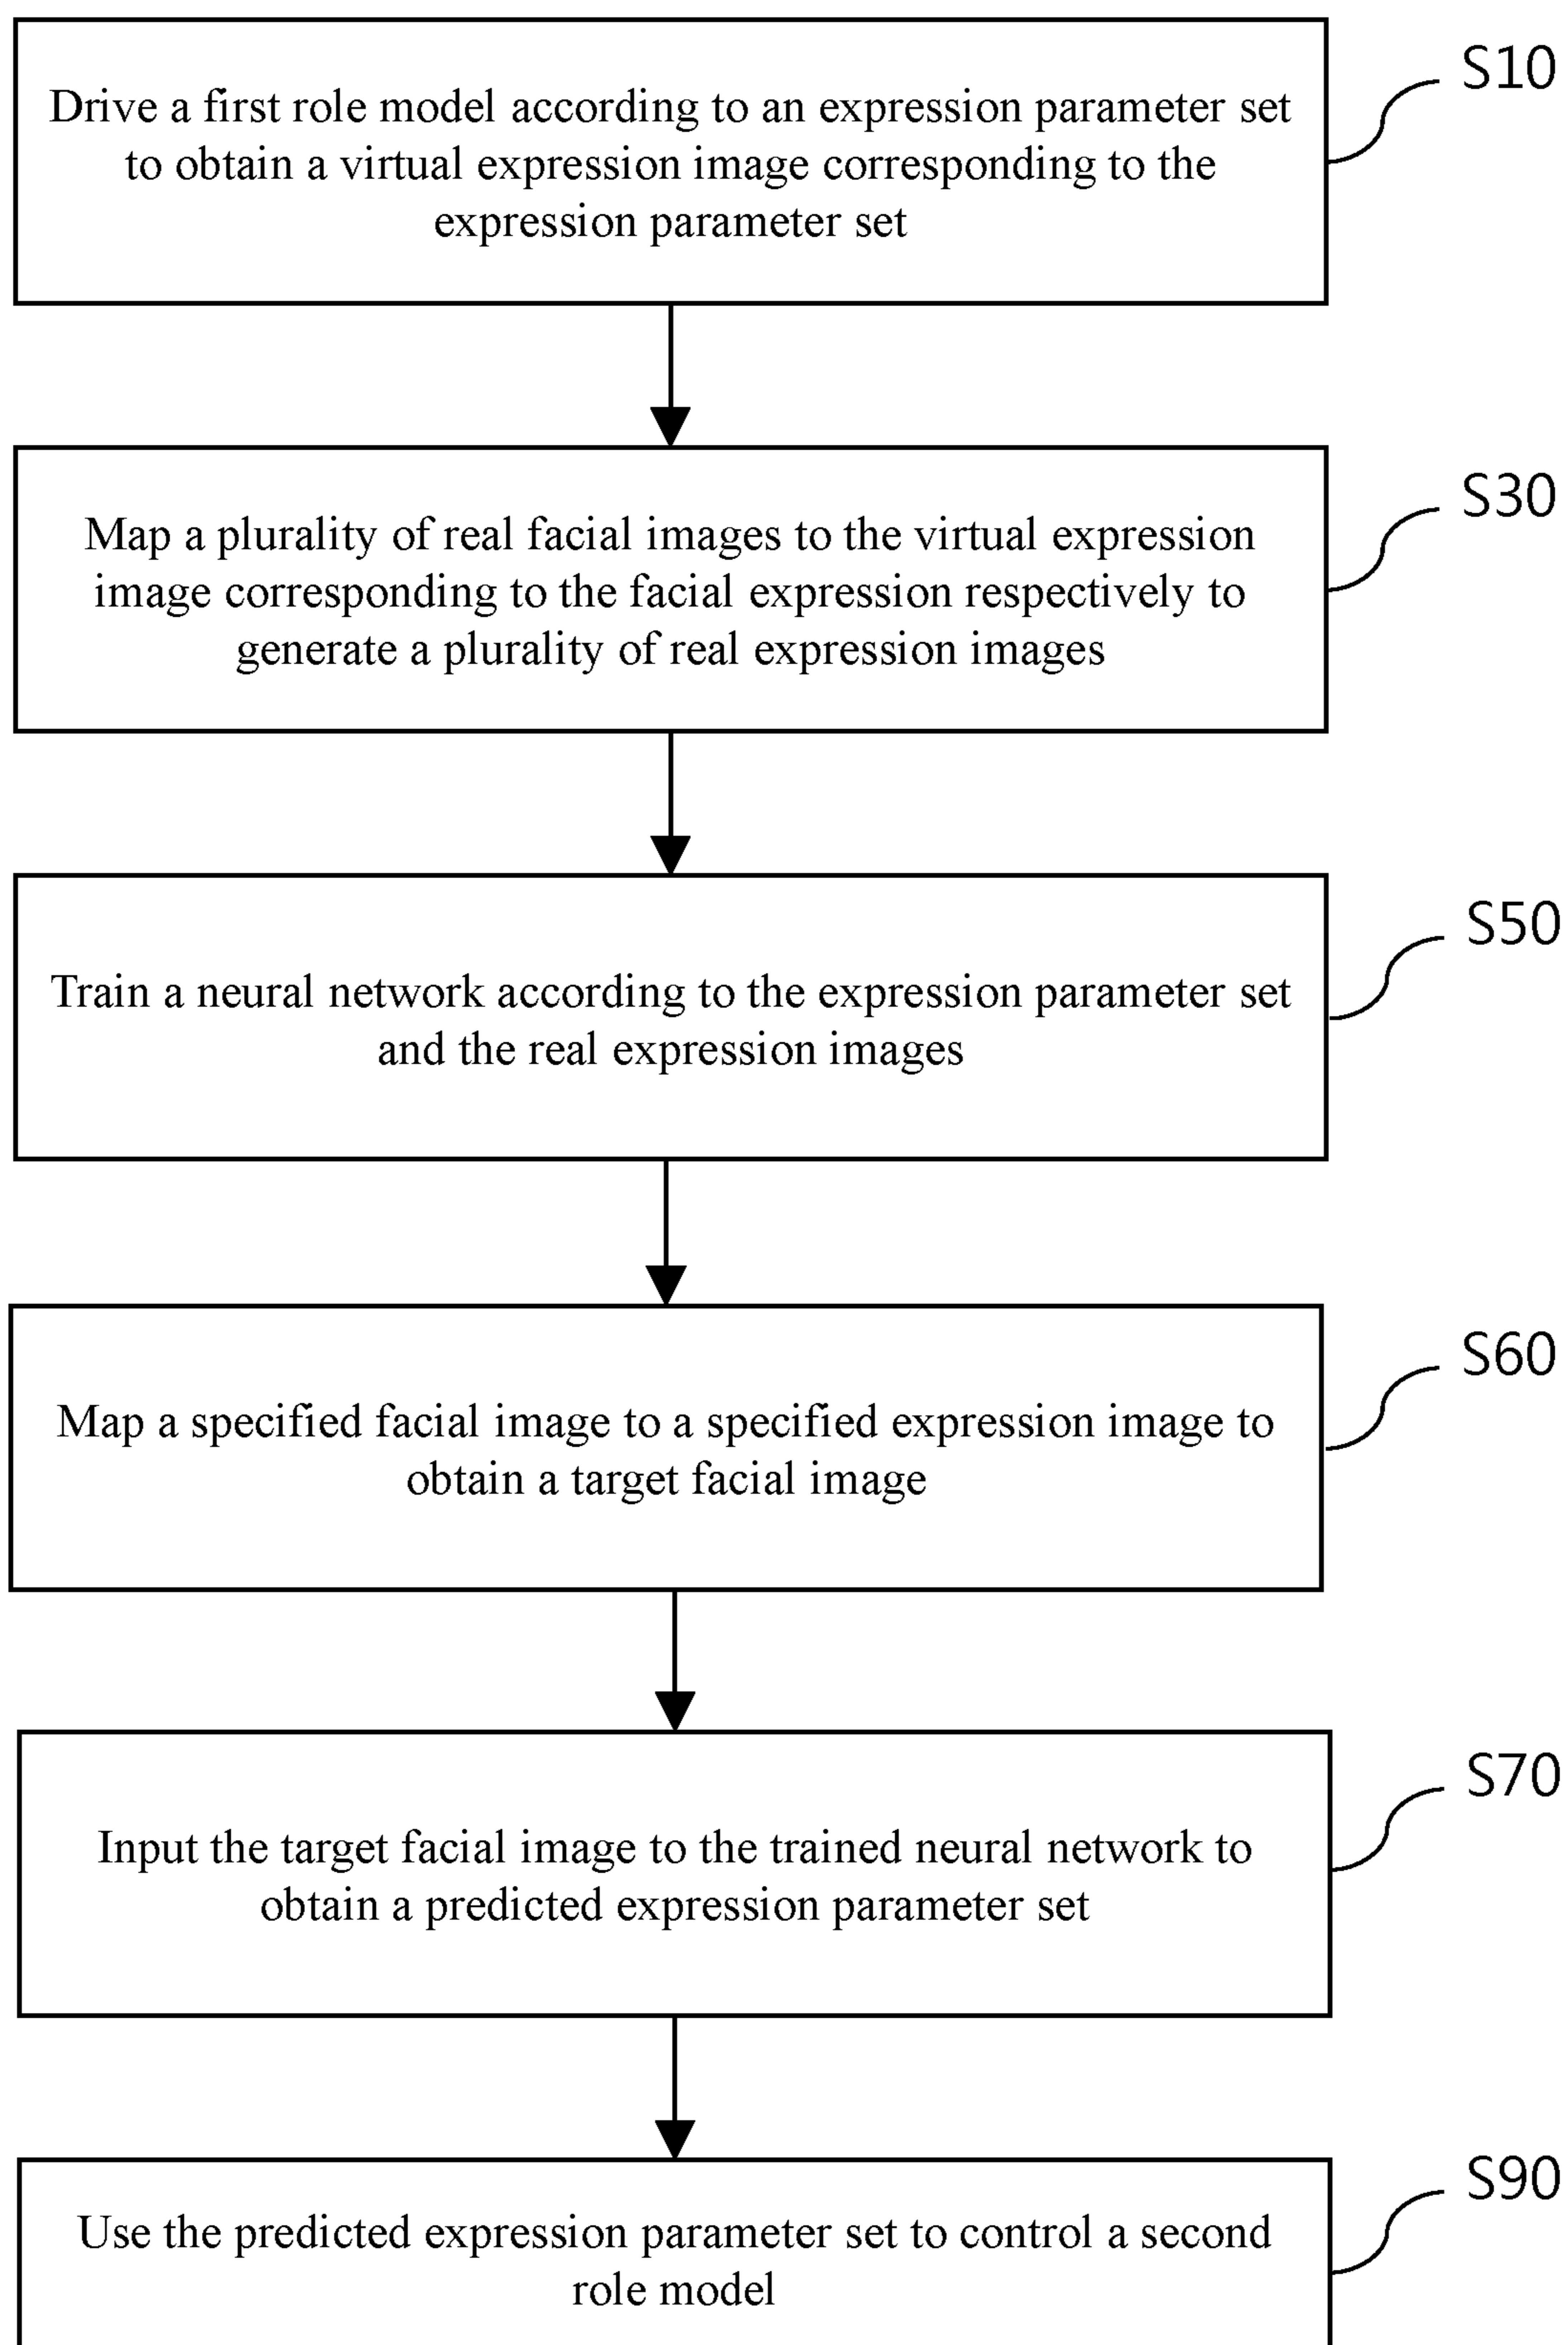 S10
Drive a first role model according to an expression parameter set
to obtain a virtual expression image corresponding to the
expression parameter set
S30
Map a plurality of real facial images to the virtual expression
image corresponding to the facial expression respectively to
generate a plurality of real expression images
S50
Train a neural network according to the expression parameter set
and the real expression images
S60
Map a specified facial image to a specified expression image to
obtain a target facial image
S70
Input the target facial image to the trained neural network to
obtain a predicted expression parameter set
S90
Use the predicted expression parameter set to control a second
role model